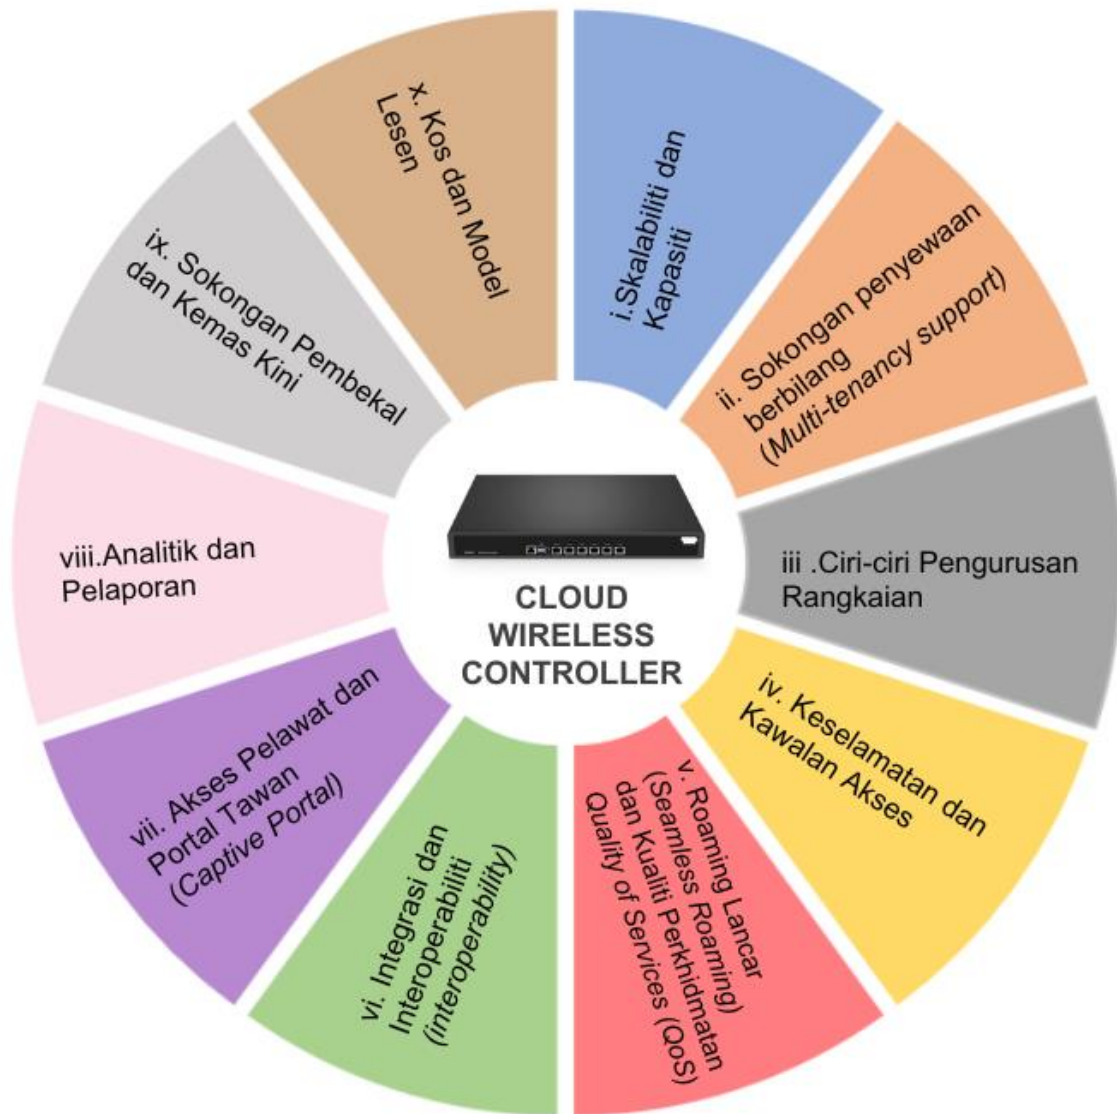 i.Skalabiliti dan
Kapasiti
ii. Sokongan penyewaan
berbilang
(Multi-tenancy support)
iii .Ciri-ciri Pengurusan
Rangkaian
iv. Keselamatan dan
Kawalan Akses
v. Roaming Lancar
(Seamless Roaming)
dan Kualiti Perkhidmatan
Quality of Services (QoS)
vi. Integrasi dan
Interoperabiliti
(interoperability)
vii. Akses Pelawat dan
Portal Tawan
(Captive Portal)
viii.Analitik dan
Pelaporan
ix. Sokongan Pembekal
dan Kemas Kini
x. Kos dan Model
Lesen
CLOUD
WIRELESS
CONTROLLER